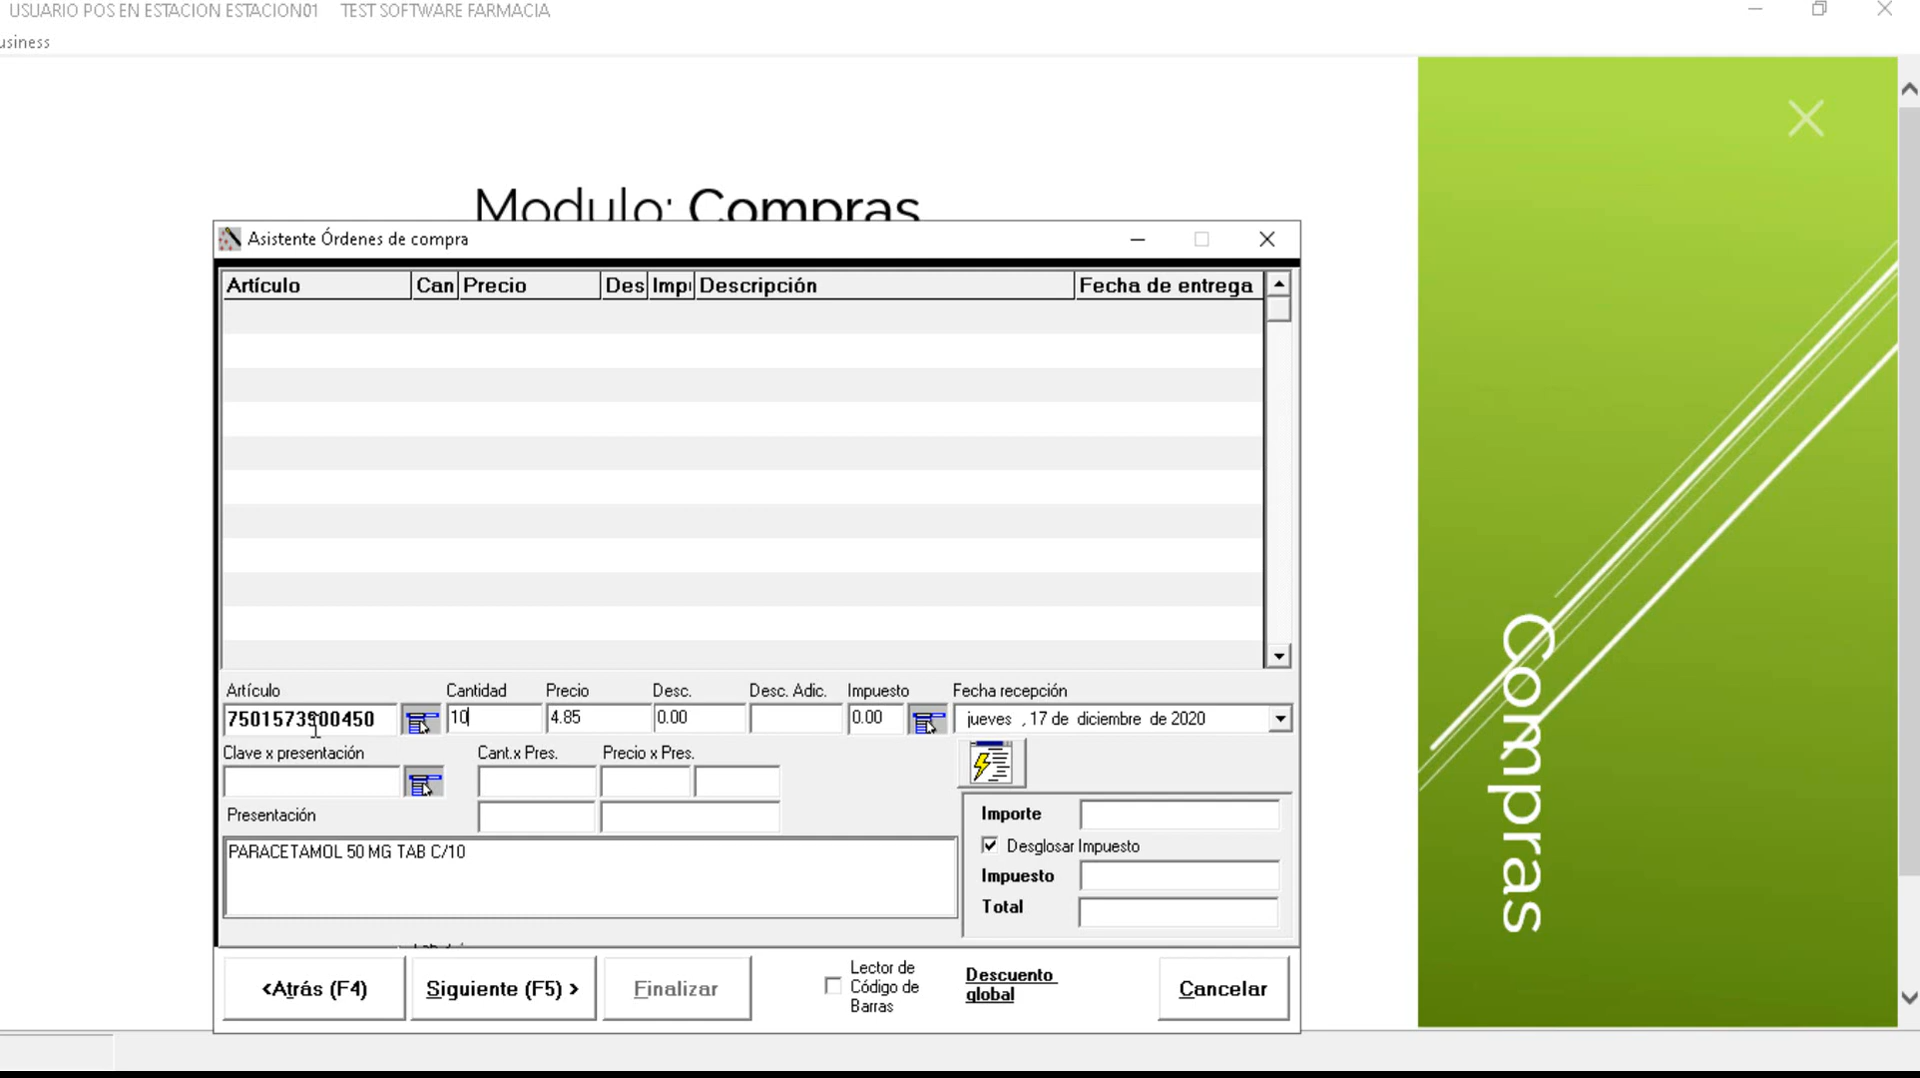 USUARIO POS EN ESTACION ESTACION01 TEST SOFTWARE FARMACIA
usiness
Modulo: Compras
Asistente Órdenes de compra
Artículo Can Precio Des Imp Descripción Fecha de entrega
Artículo Cantidad Precio Desc. Desc. Adic. Impuesto Fecha recepción
7501573900450 10 4.85 0.00 0.00 jueves , 17 de diciembre de 2020
Clave x presentación Cant.x Pres. Precio x Pres.
Presentación
PARACETAMOL 50 MG TAB C/10
Importe
Desglosar Impuesto
Impuesto
Total
<Atrás (F4) Siguiente (F5) > Finalizar
Lector de
Código de
Barras
Descuento
global
Cancelar
Compras